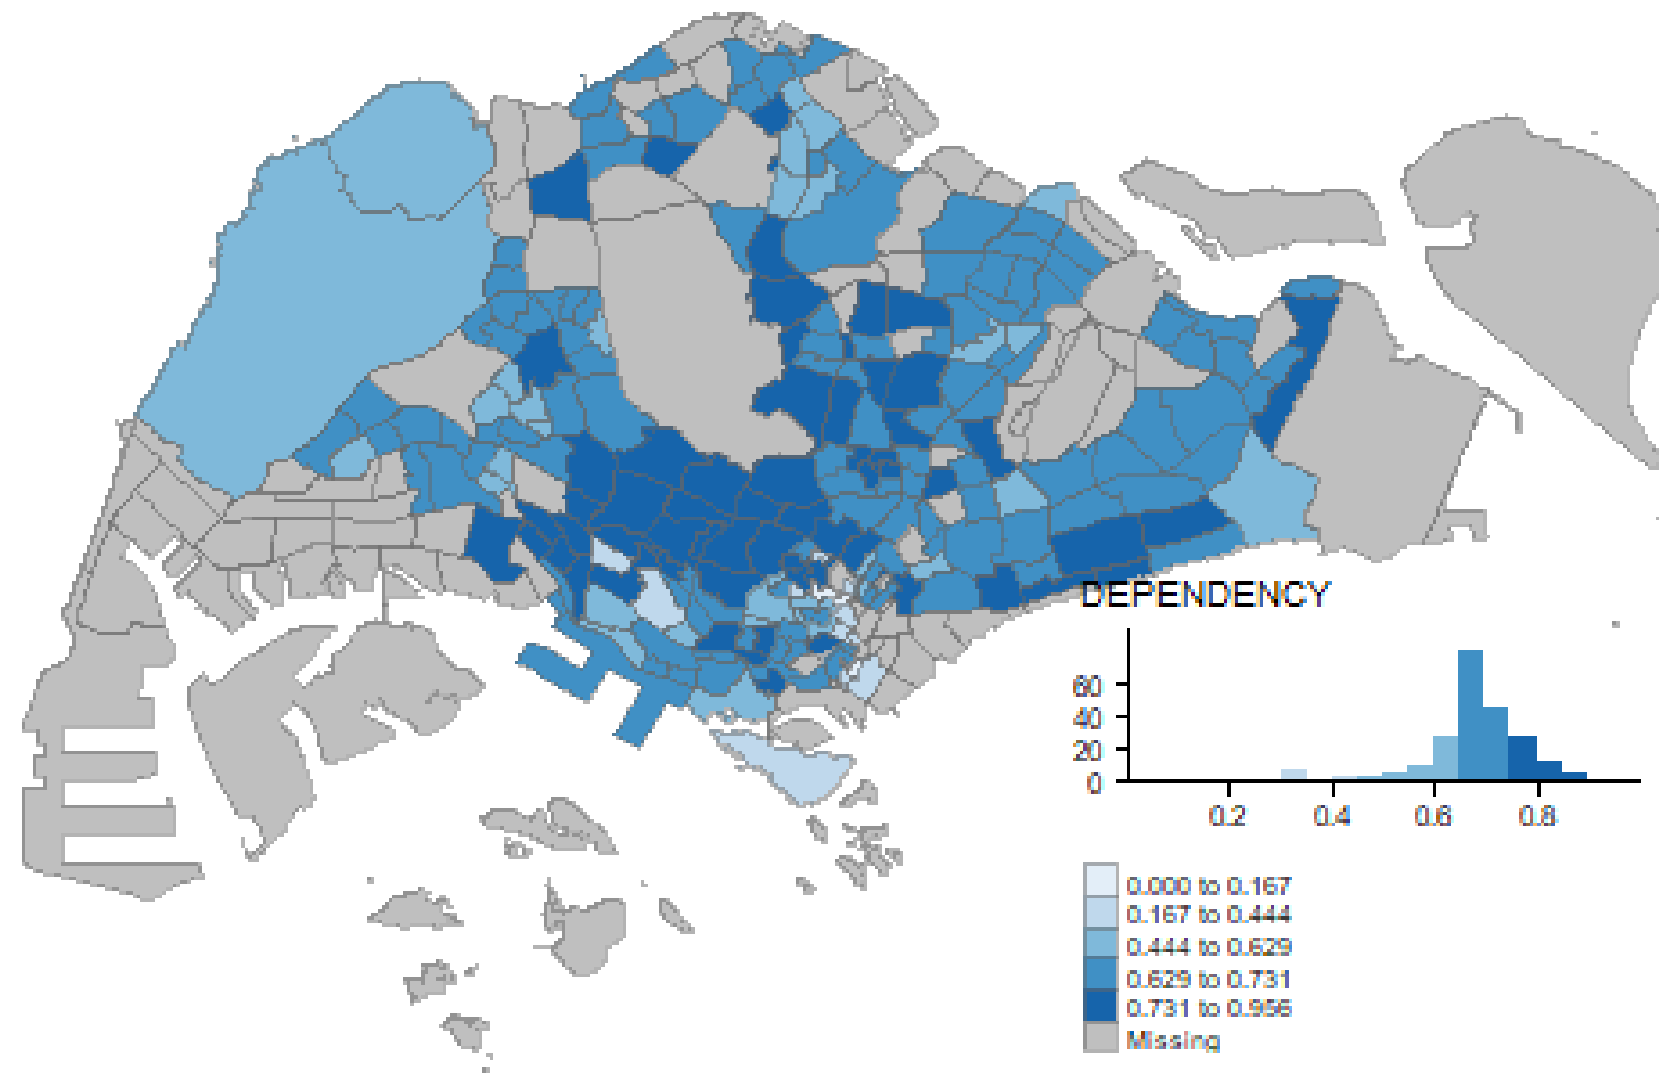 DEPENDENCY
60
40
20
0
0.2 0.4 0.6 0.8
0.000 to 0.167
0.167 to 0.444
0.444 to 0.629
0.629 to 0.731
0.731 to 0.956
Missing